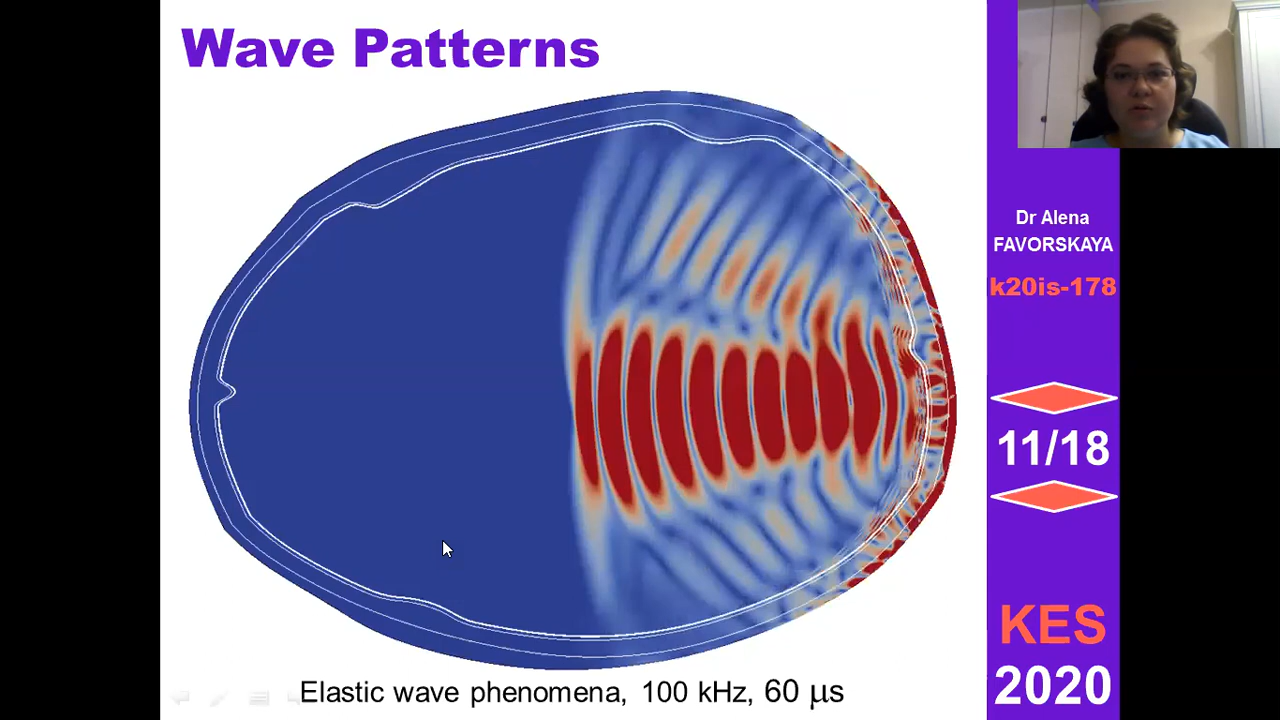 Wave Patterns
Dr Alena
FAVORSKAYA
k20is-178
11/18
KES
2020
Elastic wave phenomena, 100 kHz, 60 μs